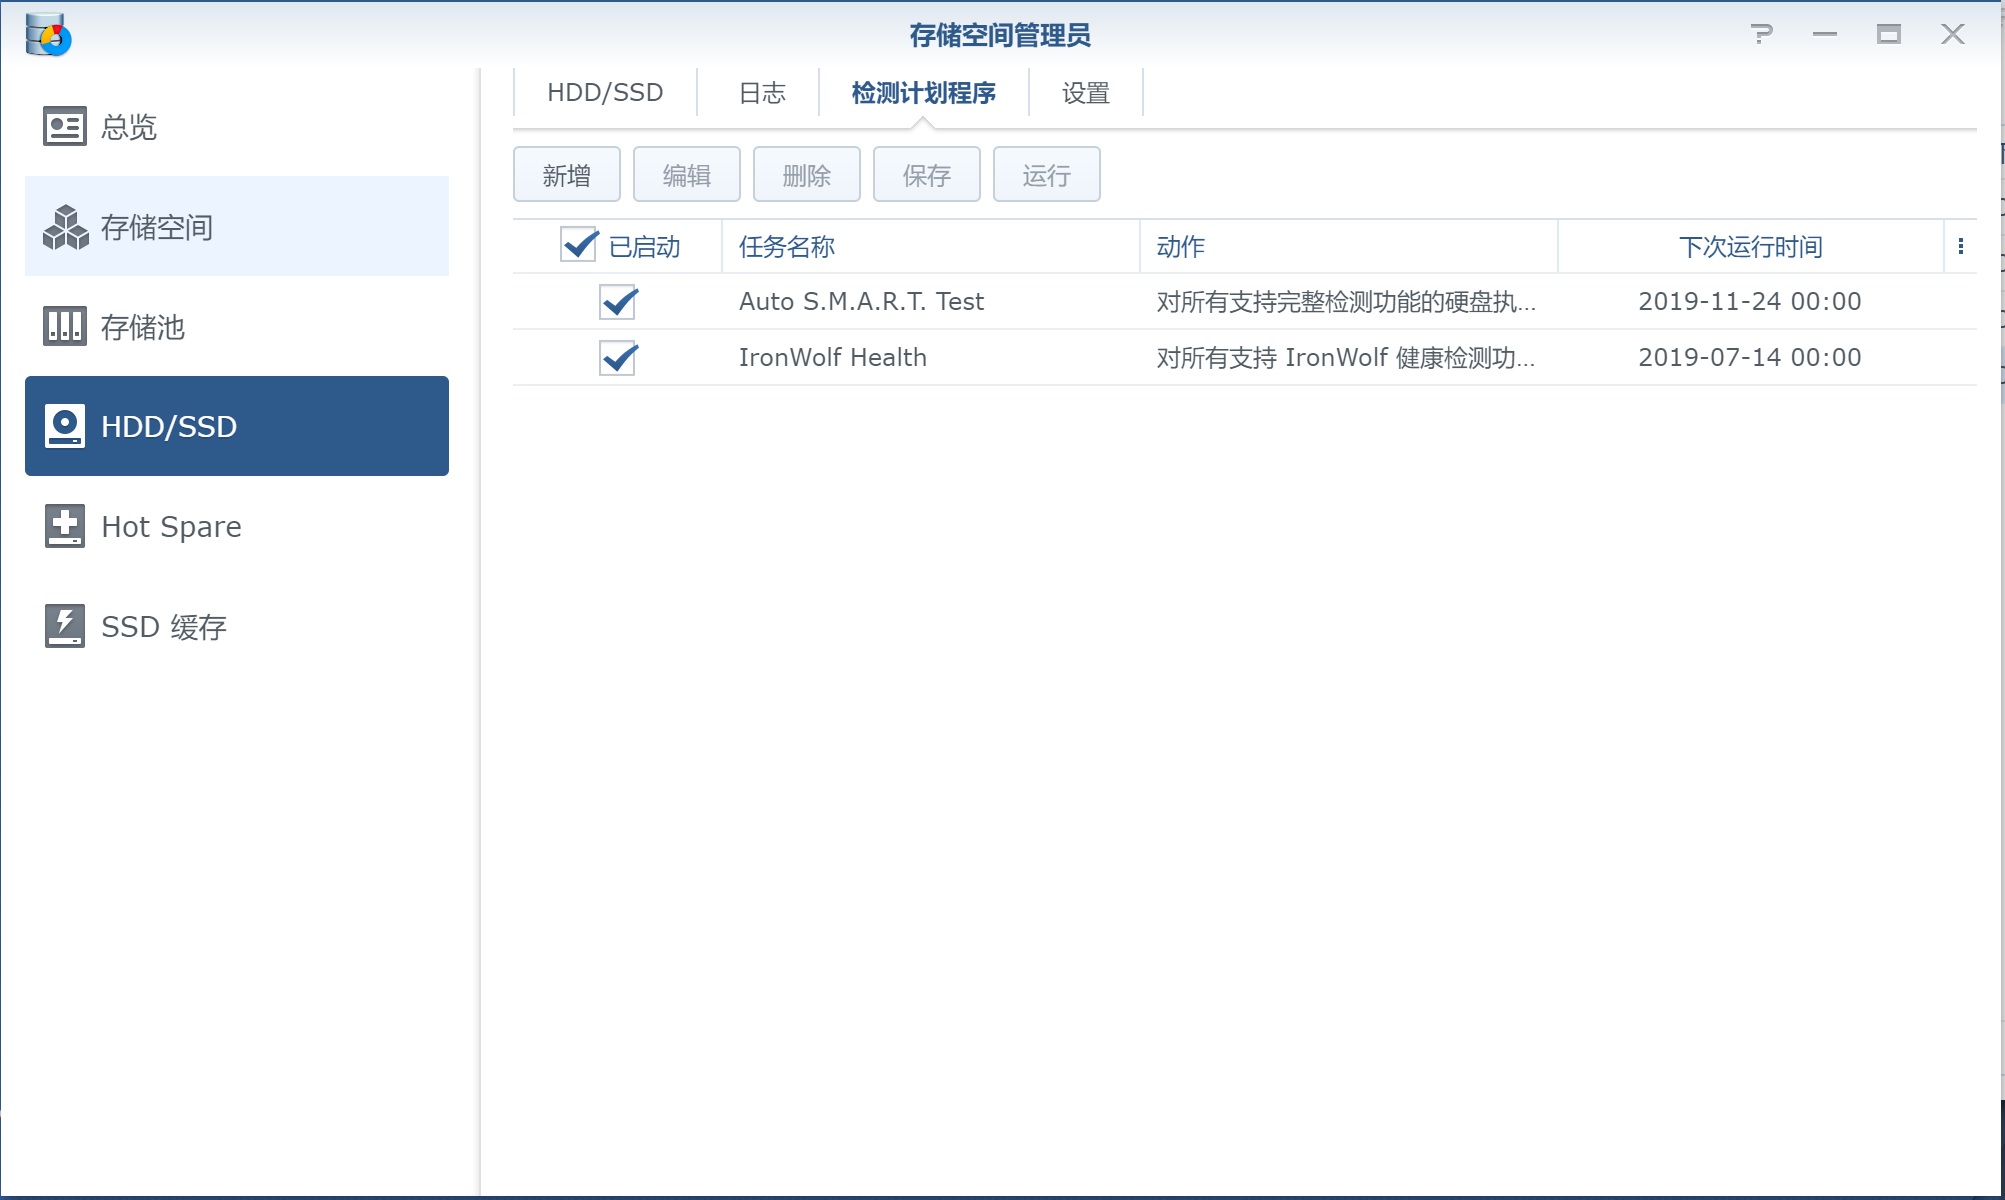 存储空间管理员
总览
存储空间
存储池
HDD/SSD
Hot Spare
SSD 缓存
HDD/SSD 日志 检测计划程序 设置
新增 编辑 删除 保存 运行
已启动 任务名称 动作 下次运行时间
Auto S.M.A.R.T. Test 对所有支持完整检测功能的硬盘执... 2019-11-24 00:00
IronWolf Health 对所有支持 IronWolf 健康检测功... 2019-07-14 00:00